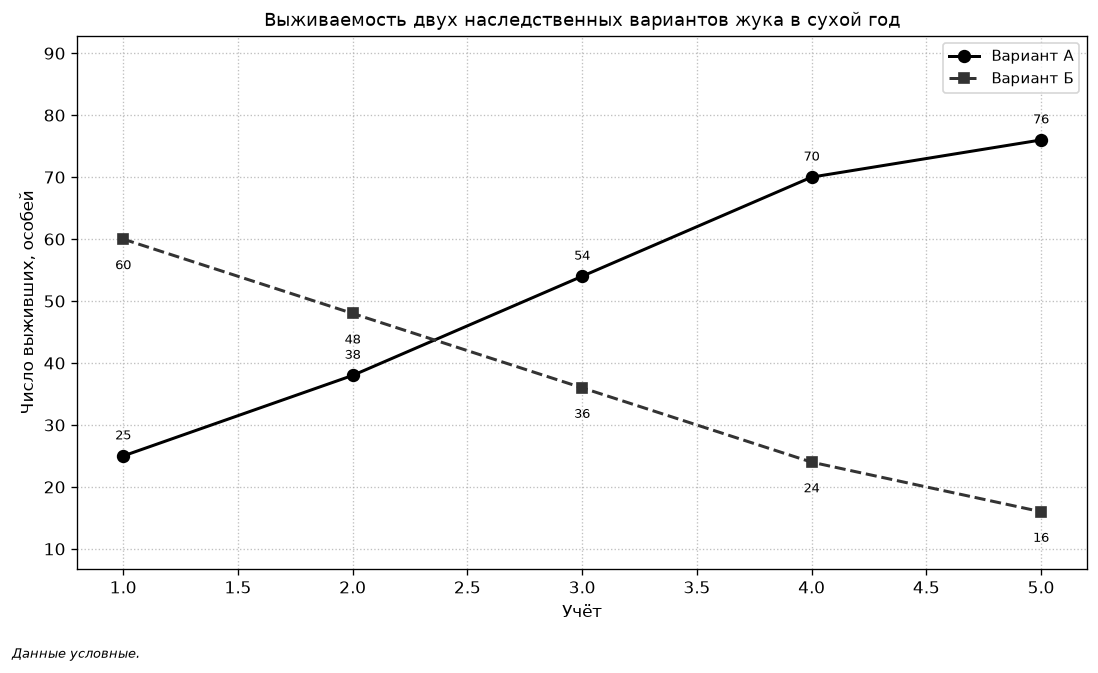 Выживаемость двух наследственных вариантов жука в сухой год
Вариант А
Вариант Б
Число выживших, особей
90
80
70
60
50
40
30
20
10
25
38
54
70
76
60
48
36
24
16
1.0 1.5 2.0 2.5 3.0 3.5 4.0 4.5 5.0
Учёт
Данные условные.